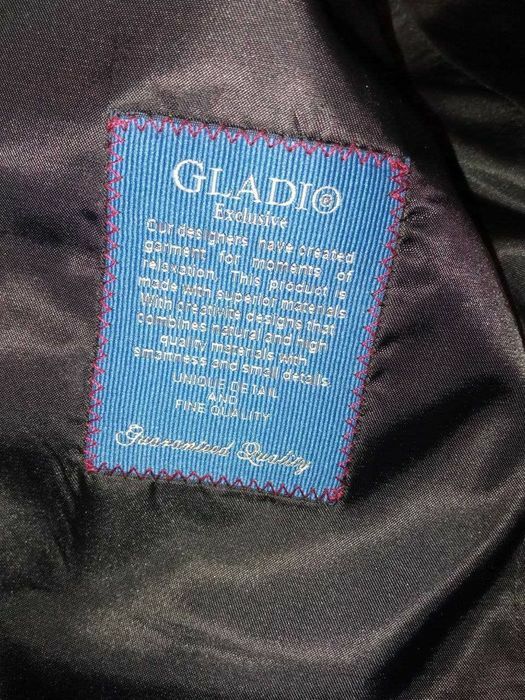 GLADIO®
Exclusive
Our designers have created
garment for moments of
relaxation. This product is
made with superior materials
With creativite designs that
combines natural and high
quality materials with
smartness and small details
UNIQUE DETAIL
AND
FINE QUALITY
Guaranteed Quality